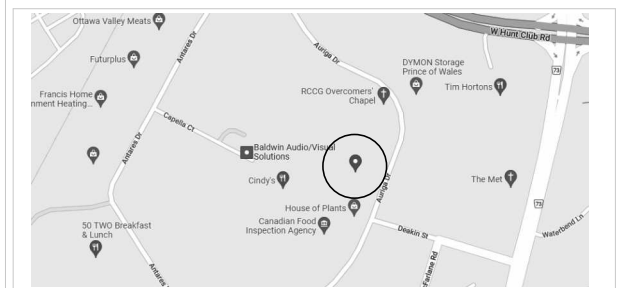 Ottawa Valley Meats
W Hunt Club Rd
Antares Dr
Auriga Dr
Futurplus
DYMON Storage
Prince of Wales
73
RCCG Overcomers'
Chapel
Tim Hortons
Francis Home
nment Heating...
Capella Ct
Antares Dr
Baldwin Audio/Visual
Solutions
Cindy's
The Met
Auriga Dr
House of Plants
73
Canadian Food
Inspection Agency
50 TWO Breakfast
& Lunch
Deakin St
Waterbend Ln
Antares
cFarlane Rd